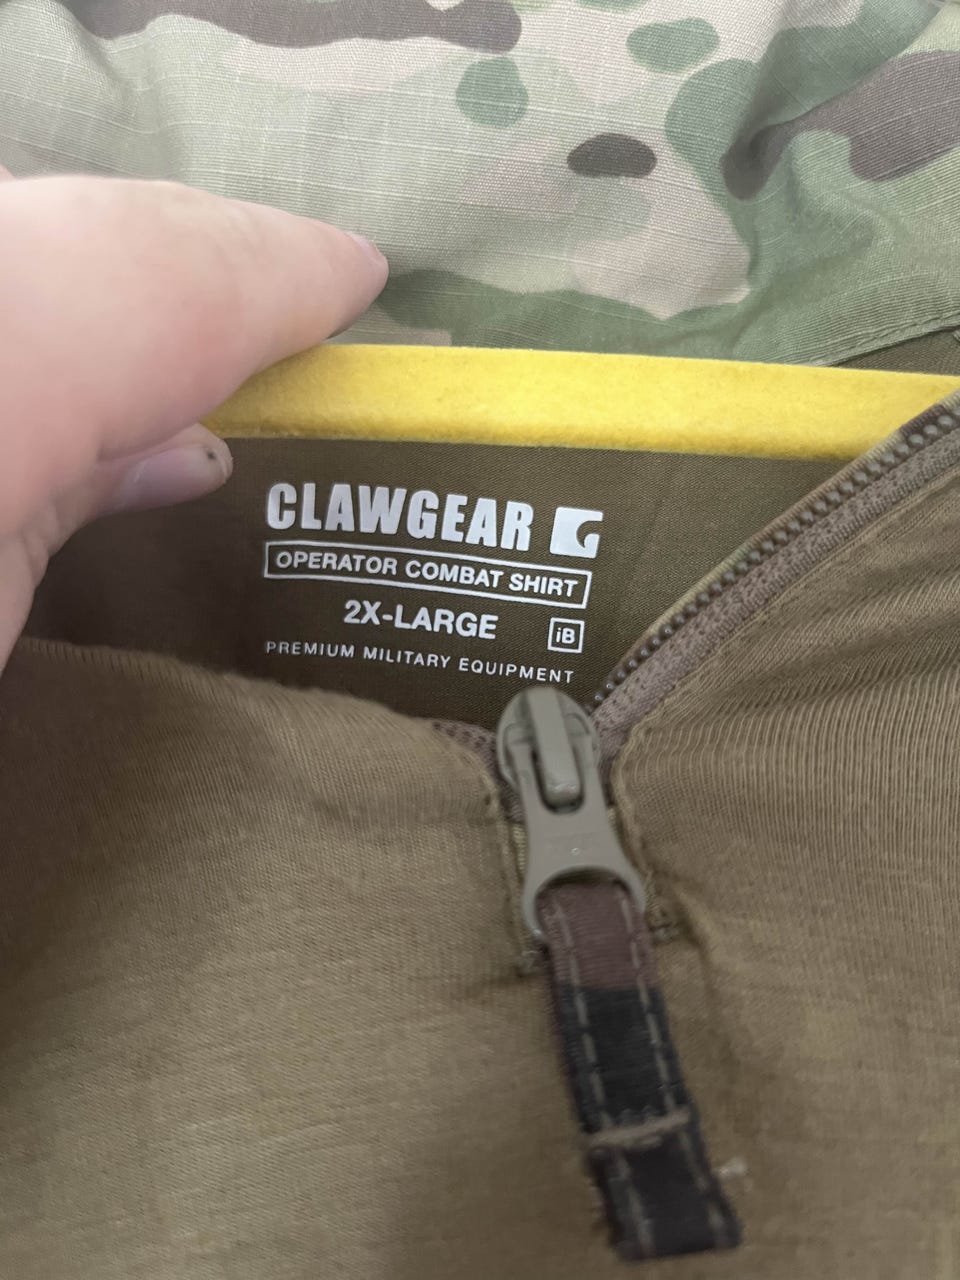 CLAWGEAR
OPERATOR COMBAT SHIRT
2X-LARGE
iB
PREMIUM MILITARY EQUIPMENT